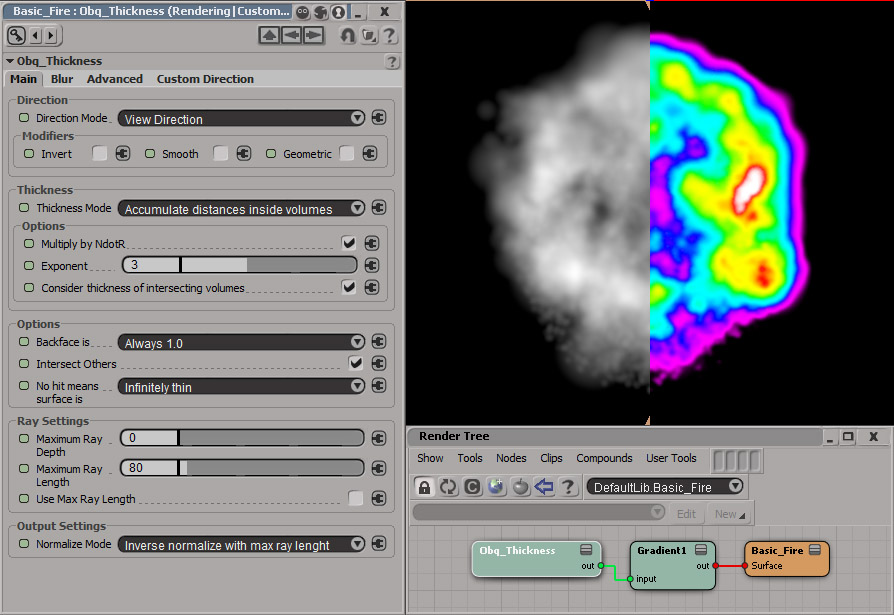 Basic_Fire : Obq_Thickness (Rendering|Custom...
Obq_Thickness
Main Blur Advanced Custom Direction
Direction
Direction Mode View Direction
Modifiers
Invert Smooth Geometric
Thickness
Thickness Mode Accumulate distances inside volumes
Options
Multiply by NdotR
Exponent 3
Consider thickness of intersecting volumes
Options
Backface is Always 1.0
Intersect Others
No hit means surface is Infinitely thin
Ray Settings
Maximum Ray Depth 0
Maximum Ray Length 80
Use Max Ray Length
Output Settings
Normalize Mode Inverse normalize with max ray lenght
Render Tree
Show Tools Nodes Clips Compounds User Tools
DefaultLib.Basic_Fire
Edit New
Obq_Thickness
out
Gradient1
out
input
Basic_Fire
Surface